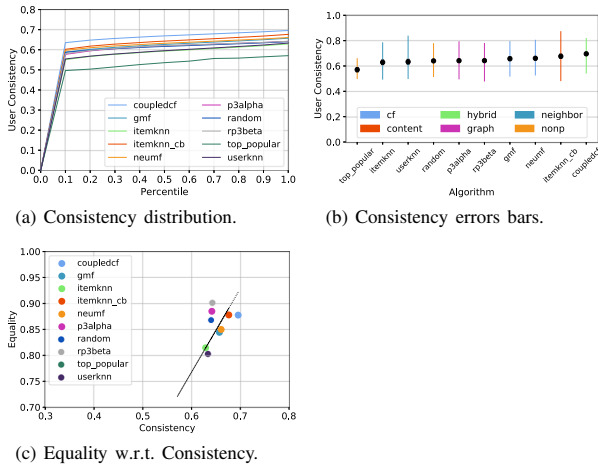 0.8
0.7
0.6
0.5
0.4
0.3
0.2
0.1
0.0
User Consistency
coupledcf
gmf
itemknn
itemknn_cb
neumf
p3alpha
random
rp3beta
top_popular
userknn
0.0 0.1 0.2 0.3 0.4 0.5 0.6 0.7 0.8 0.9 1.0
Percentile
(a) Consistency distribution.
1.0
0.8
0.6
0.4
0.2
0.0
User Consistency
cf
content
hybrid
graph
neighbor
nonp
top_popular
itemknn
userknn
random
p3alpha
rp3beta
gmf
neumf
itemknn_cb
coupledcf
Algorithm
(b) Consistency errors bars.
1.00
0.95
0.90
0.85
0.80
0.75
0.70
Equality
coupledcf
gmf
itemknn
itemknn_cb
neumf
p3alpha
random
rp3beta
top_popular
userknn
0.3 0.4 0.5 0.6 0.7 0.8
Consistency
(c) Equality w.r.t. Consistency.